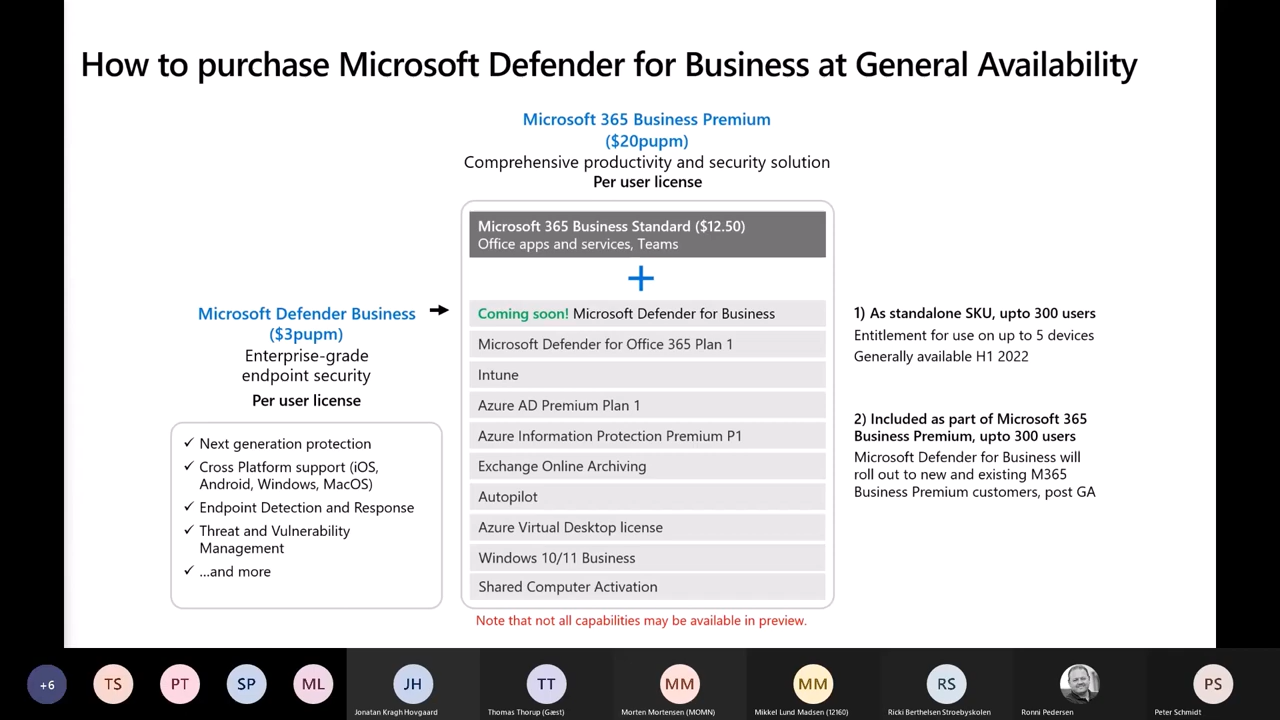 How to purchase Microsoft Defender for Business at General Availability
Microsoft 365 Business Premium
($20pupm)
Comprehensive productivity and security solution
Per user license
Microsoft 365 Business Standard ($12.50)
Office apps and services, Teams
+
Microsoft Defender Business
($3pupm)
Enterprise-grade
endpoint security
Per user license
✓ Next generation protection
✓ Cross Platform support (iOS,
Android, Windows, MacOS)
✓ Endpoint Detection and Response
✓ Threat and Vulnerability
Management
✓ ...and more
Coming soon! Microsoft Defender for Business
Microsoft Defender for Office 365 Plan 1
Intune
Azure AD Premium Plan 1
Azure Information Protection Premium P1
Exchange Online Archiving
Autopilot
Azure Virtual Desktop license
Windows 10/11 Business
Shared Computer Activation
Note that not all capabilities may be available in preview.
1) As standalone SKU, upto 300 users
Entitlement for use on up to 5 devices
Generally available H1 2022
2) Included as part of Microsoft 365
Business Premium, upto 300 users
Microsoft Defender for Business will
roll out to new and existing M365
Business Premium customers, post GA
+6
TS
PT
SP
ML
JH
TT
MM
MM
RS
PS
Jonatan Kragh Hovgaard
Thomas Thorup (Gæst)
Morten Mortensen (MOMN)
Mikkel Lund Madsen (12160)
Ricki Berthelsen Stroebyskolen
Ronni Pedersen
Peter Schmidt